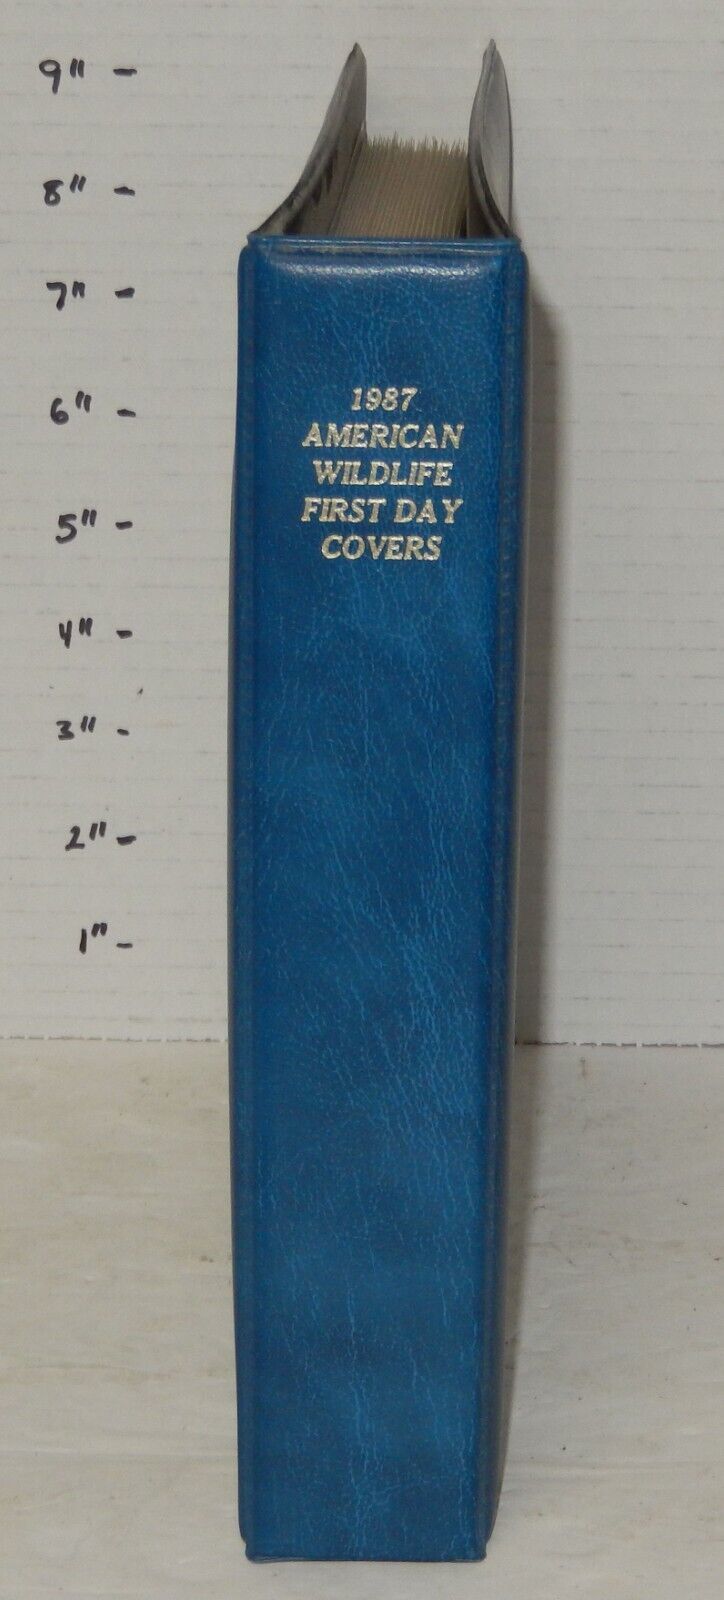 9" -
8" -
7" -
1987
6" -
AMERICAN
WILDLIFE
FIRST DAY
5" -
COVERS
4" -
3" -
2" -
1" -